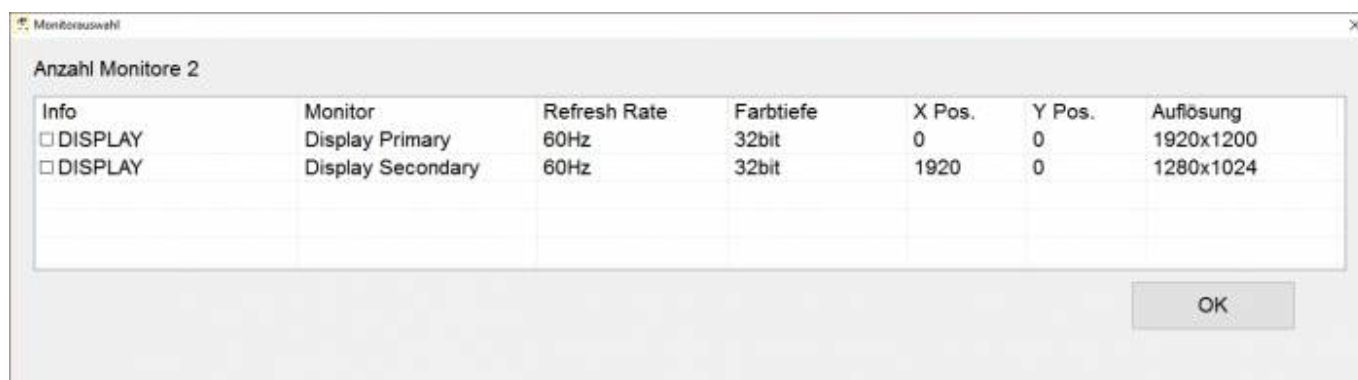 Monitorauswahl
Anzahl Monitore 2
Info Monitor Refresh Rate Farbtiefe X Pos. Y Pos. Auflösung
DISPLAY Display Primary 60Hz 32bit 0 0 1920x1200
DISPLAY Display Secondary 60Hz 32bit 1920 0 1280x1024
OK